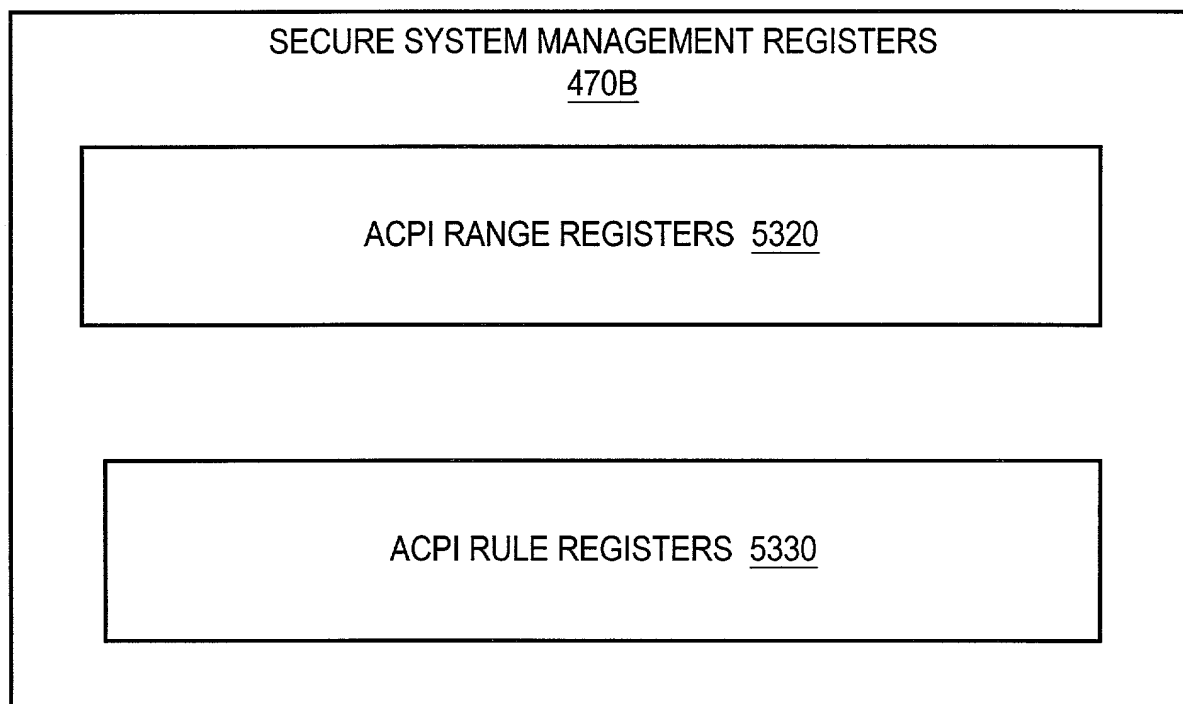 SECURE SYSTEM MANAGEMENT REGISTERS
470B
ACPI RANGE REGISTERS 5320
ACPI RULE REGISTERS 5330